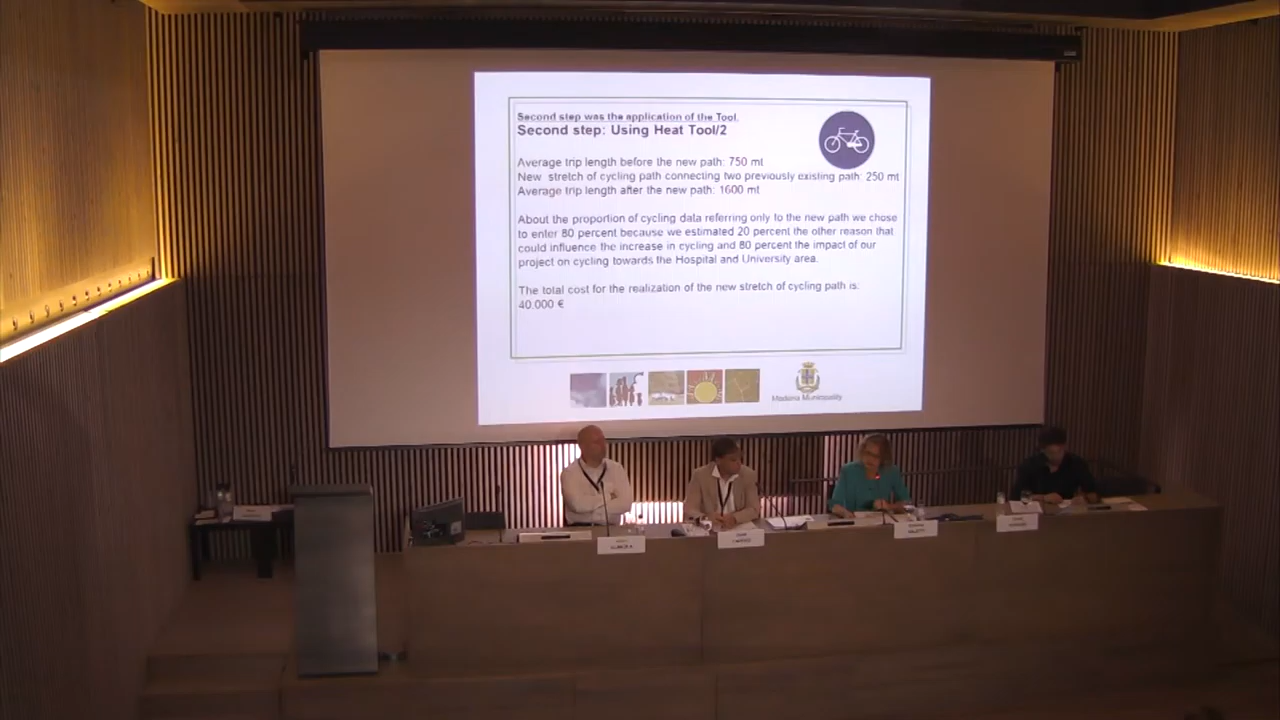 Second step was the application of the Tool.
Second step: Using Heat Tool/2
Average trip length before the new path: 750 mt
New stretch of cycling path connecting two previously existing path: 250 mt
Average trip length after the new path: 1600 mt
About the proportion of cycling data referring only to the new path we chose
to enter 80 percent because we estimated 20 percent the other reason that
could influence the increase in cycling and 80 percent the impact of our
project on cycling towards the Hospital and University area.
The total cost for the realization of the new stretch of cycling path is:
40.000 €
Modena Municipality